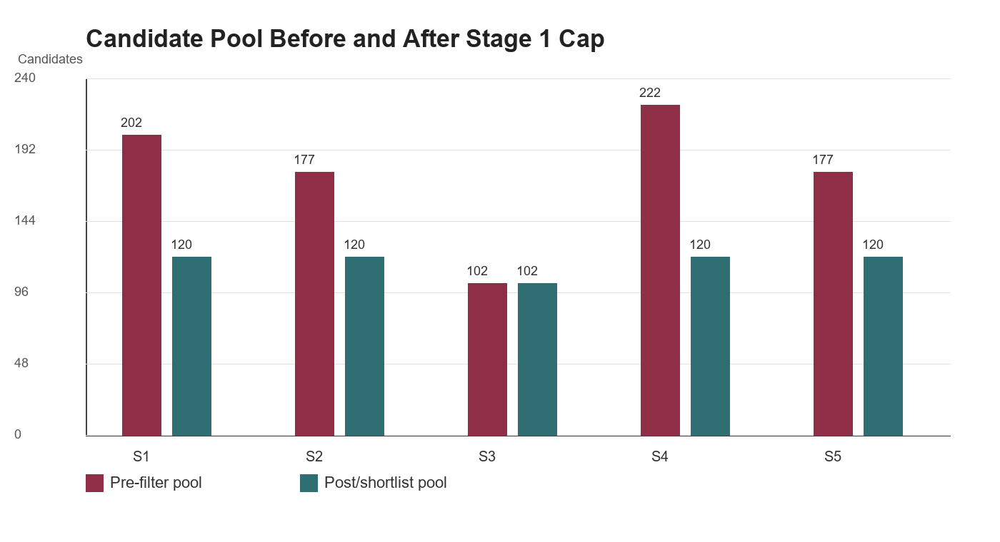 Candidate Pool Before and After Stage 1 Cap
Candidates
240
192
144
96
48
0
202
120
177
120
102
102
222
120
177
120
S1
S2
S3
S4
S5
Pre-filter pool
Post/shortlist pool